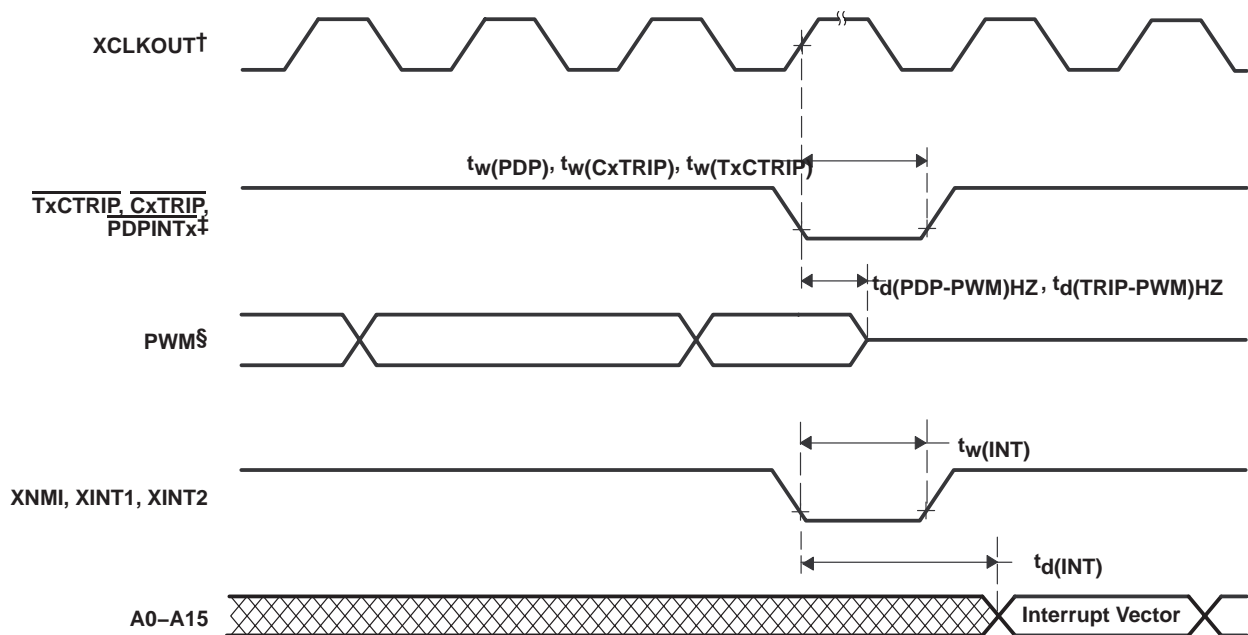 XCLKOUT†
tw(PDP), tw(CxTRIP), tw(TxCTRIP)
TxCTRIP, CxTRIP,
PDPINTx‡
td(PDP-PWM)HZ, td(TRIP-PWM)HZ
PWM§
tw(INT)
XNMI, XINT1, XINT2
td(INT)
A0–A15
Interrupt Vector